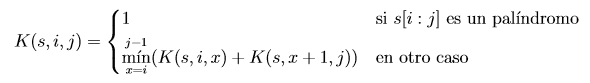 K(s, i, j) = { 1 si s[i : j] es un palíndromo
mín_{x=i}^{j−1}(K(s, i, x) + K(s, x + 1, j)) en otro caso